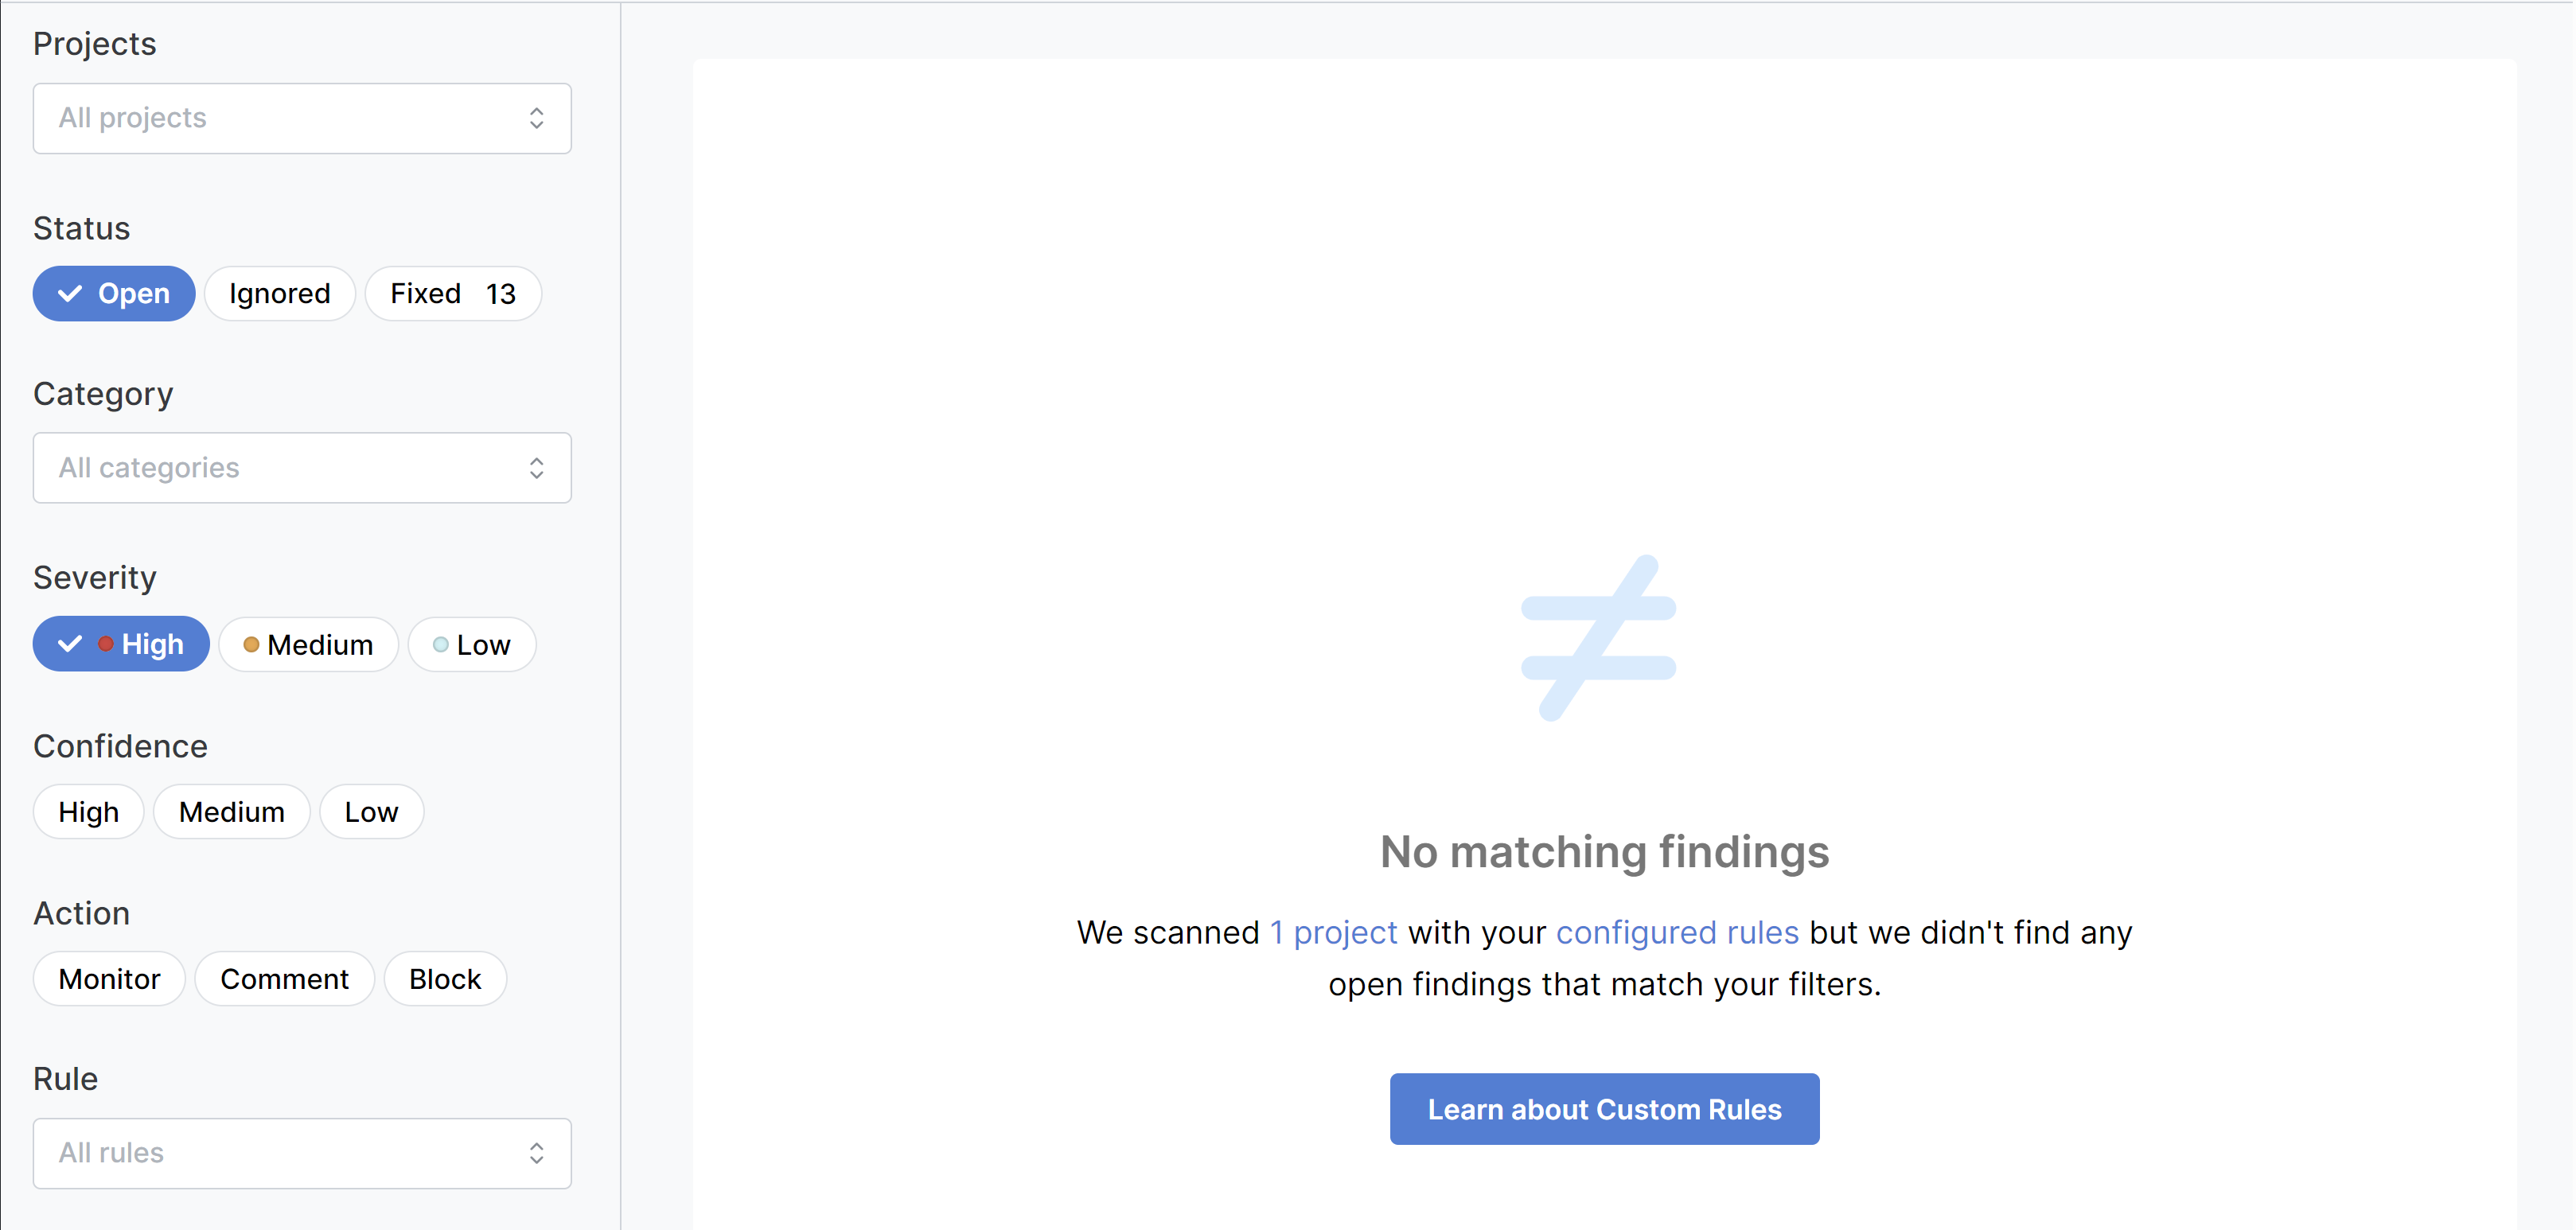 Projects
All projects
Status
Open Ignored Fixed 13
Category
All categories
Severity
High Medium Low
Confidence
High Medium Low
Action
Monitor Comment Block
Rule
All rules
No matching findings
We scanned 1 project with your configured rules but we didn't find any
open findings that match your filters.
Learn about Custom Rules